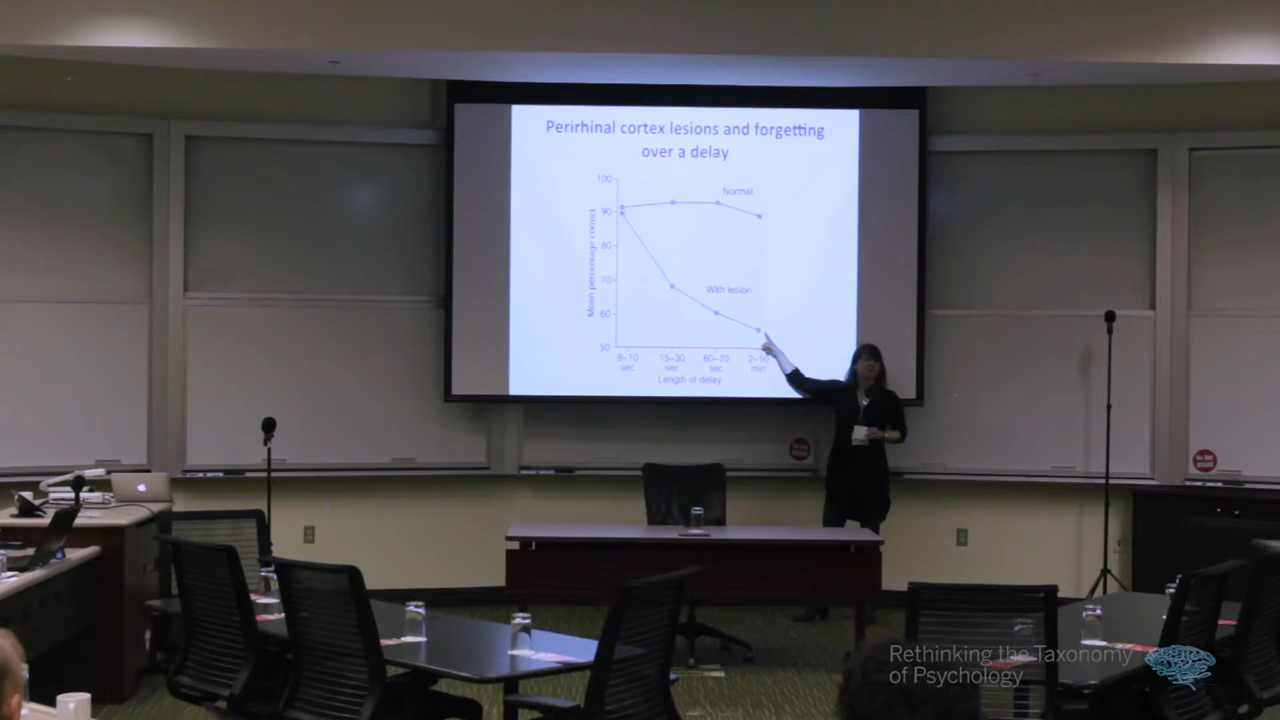 Perirhinal cortex lesions and forgetting
over a delay
100
Normal
90
80
Mean percentage correct
70
With lesion
60
50
8–10 15–30 60–70 2–10
sec sec sec min
Length of delay
Rethinking the Taxonomy
of Psychology